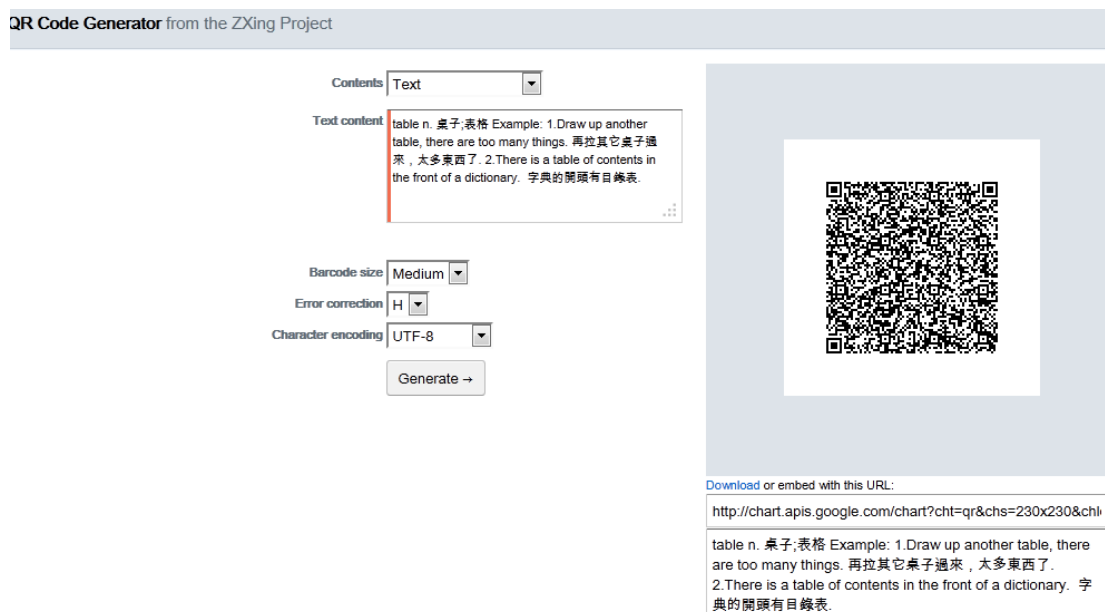 QR Code Generator from the ZXing Project
Contents Text
Text content
table n. 桌子;表格 Example: 1.Draw up another
table, there are too many things. 再拉其它桌子過
來，太多東西了. 2.There is a table of contents in
the front of a dictionary.  字典的開頭有目錄表.
Barcode size Medium
Error correction H
Character encoding UTF-8
Generate →
Download or embed with this URL:
http://chart.apis.google.com/chart?cht=qr&chs=230x230&chl
table n. 桌子;表格 Example: 1.Draw up another table, there
are too many things. 再拉其它桌子過來，太多東西了.
2.There is a table of contents in the front of a dictionary.  字
典的開頭有目錄表.